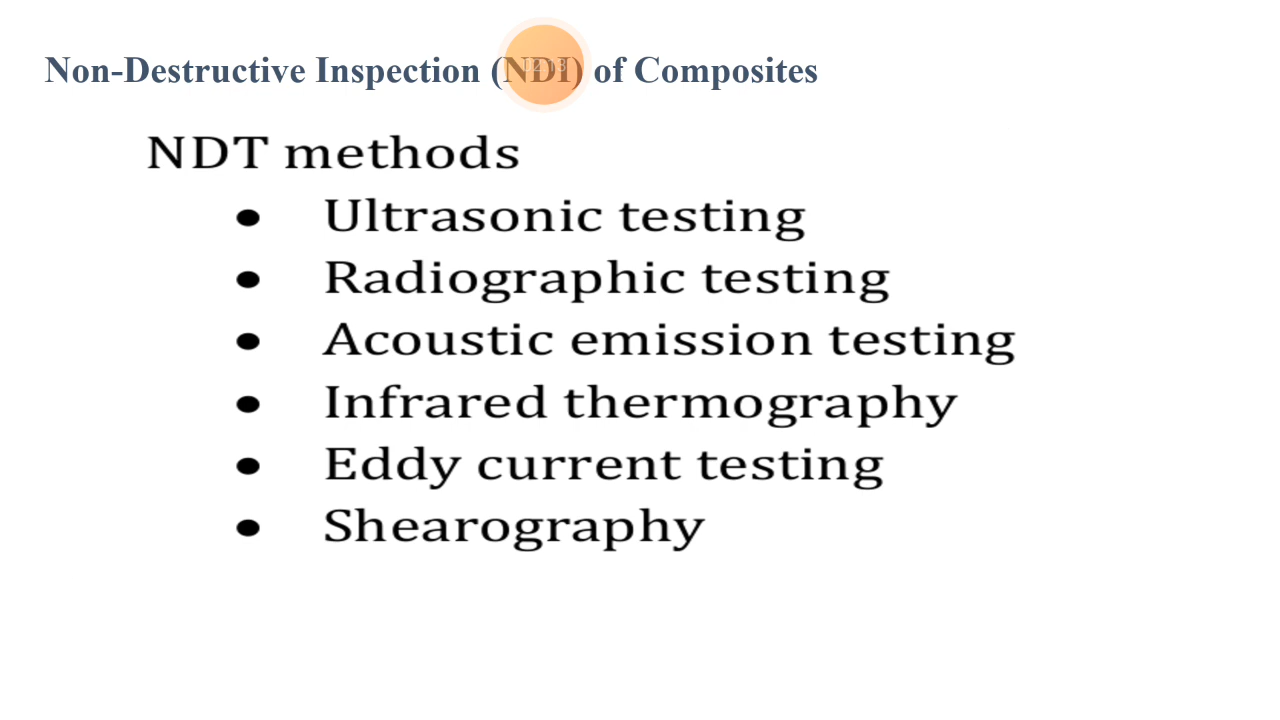 Non-Destructive Inspection (NDI) of Composites
NDT methods
• Ultrasonic testing
• Radiographic testing
• Acoustic emission testing
• Infrared thermography
• Eddy current testing
• Shearography